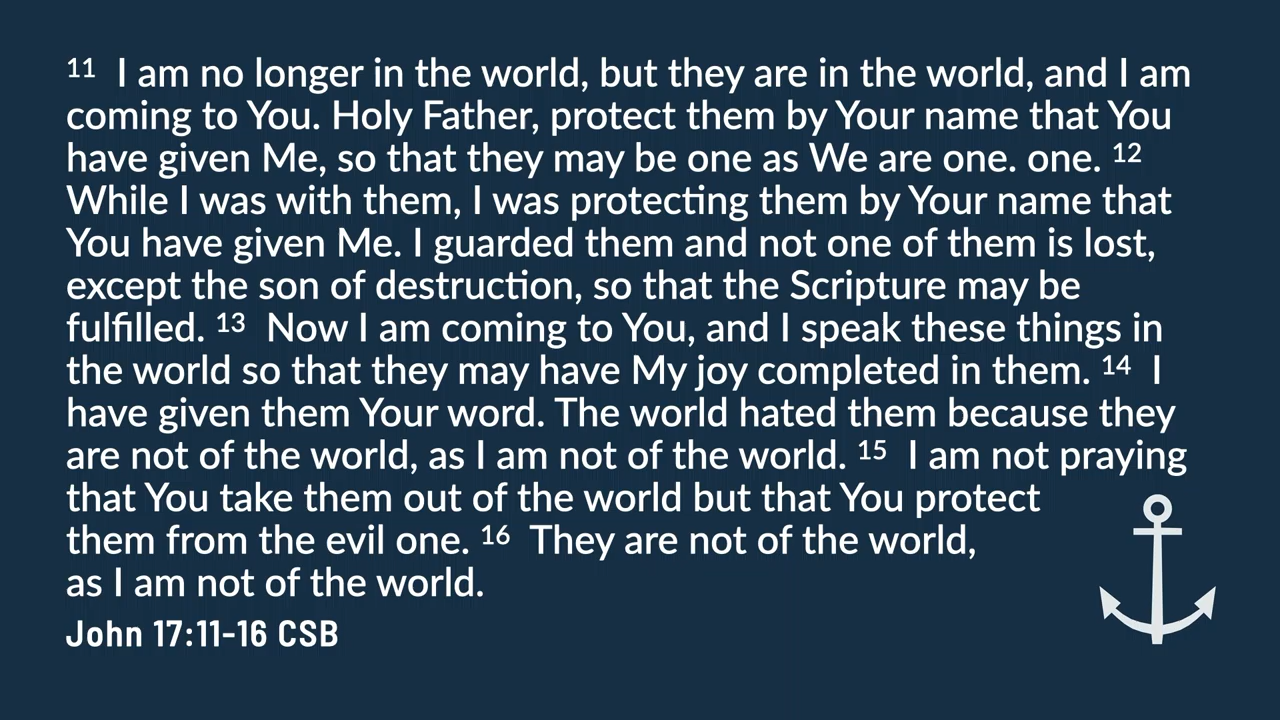 11 I am no longer in the world, but they are in the world, and I am
coming to You. Holy Father, protect them by Your name that You
have given Me, so that they may be one as We are one. one. 12
While I was with them, I was protecting them by Your name that
You have given Me. I guarded them and not one of them is lost,
except the son of destruction, so that the Scripture may be
fulfilled. 13 Now I am coming to You, and I speak these things in
the world so that they may have My joy completed in them. 14 I
have given them Your word. The world hated them because they
are not of the world, as I am not of the world. 15 I am not praying
that You take them out of the world but that You protect
them from the evil one. 16 They are not of the world,
as I am not of the world.
John 17:11-16 CSB